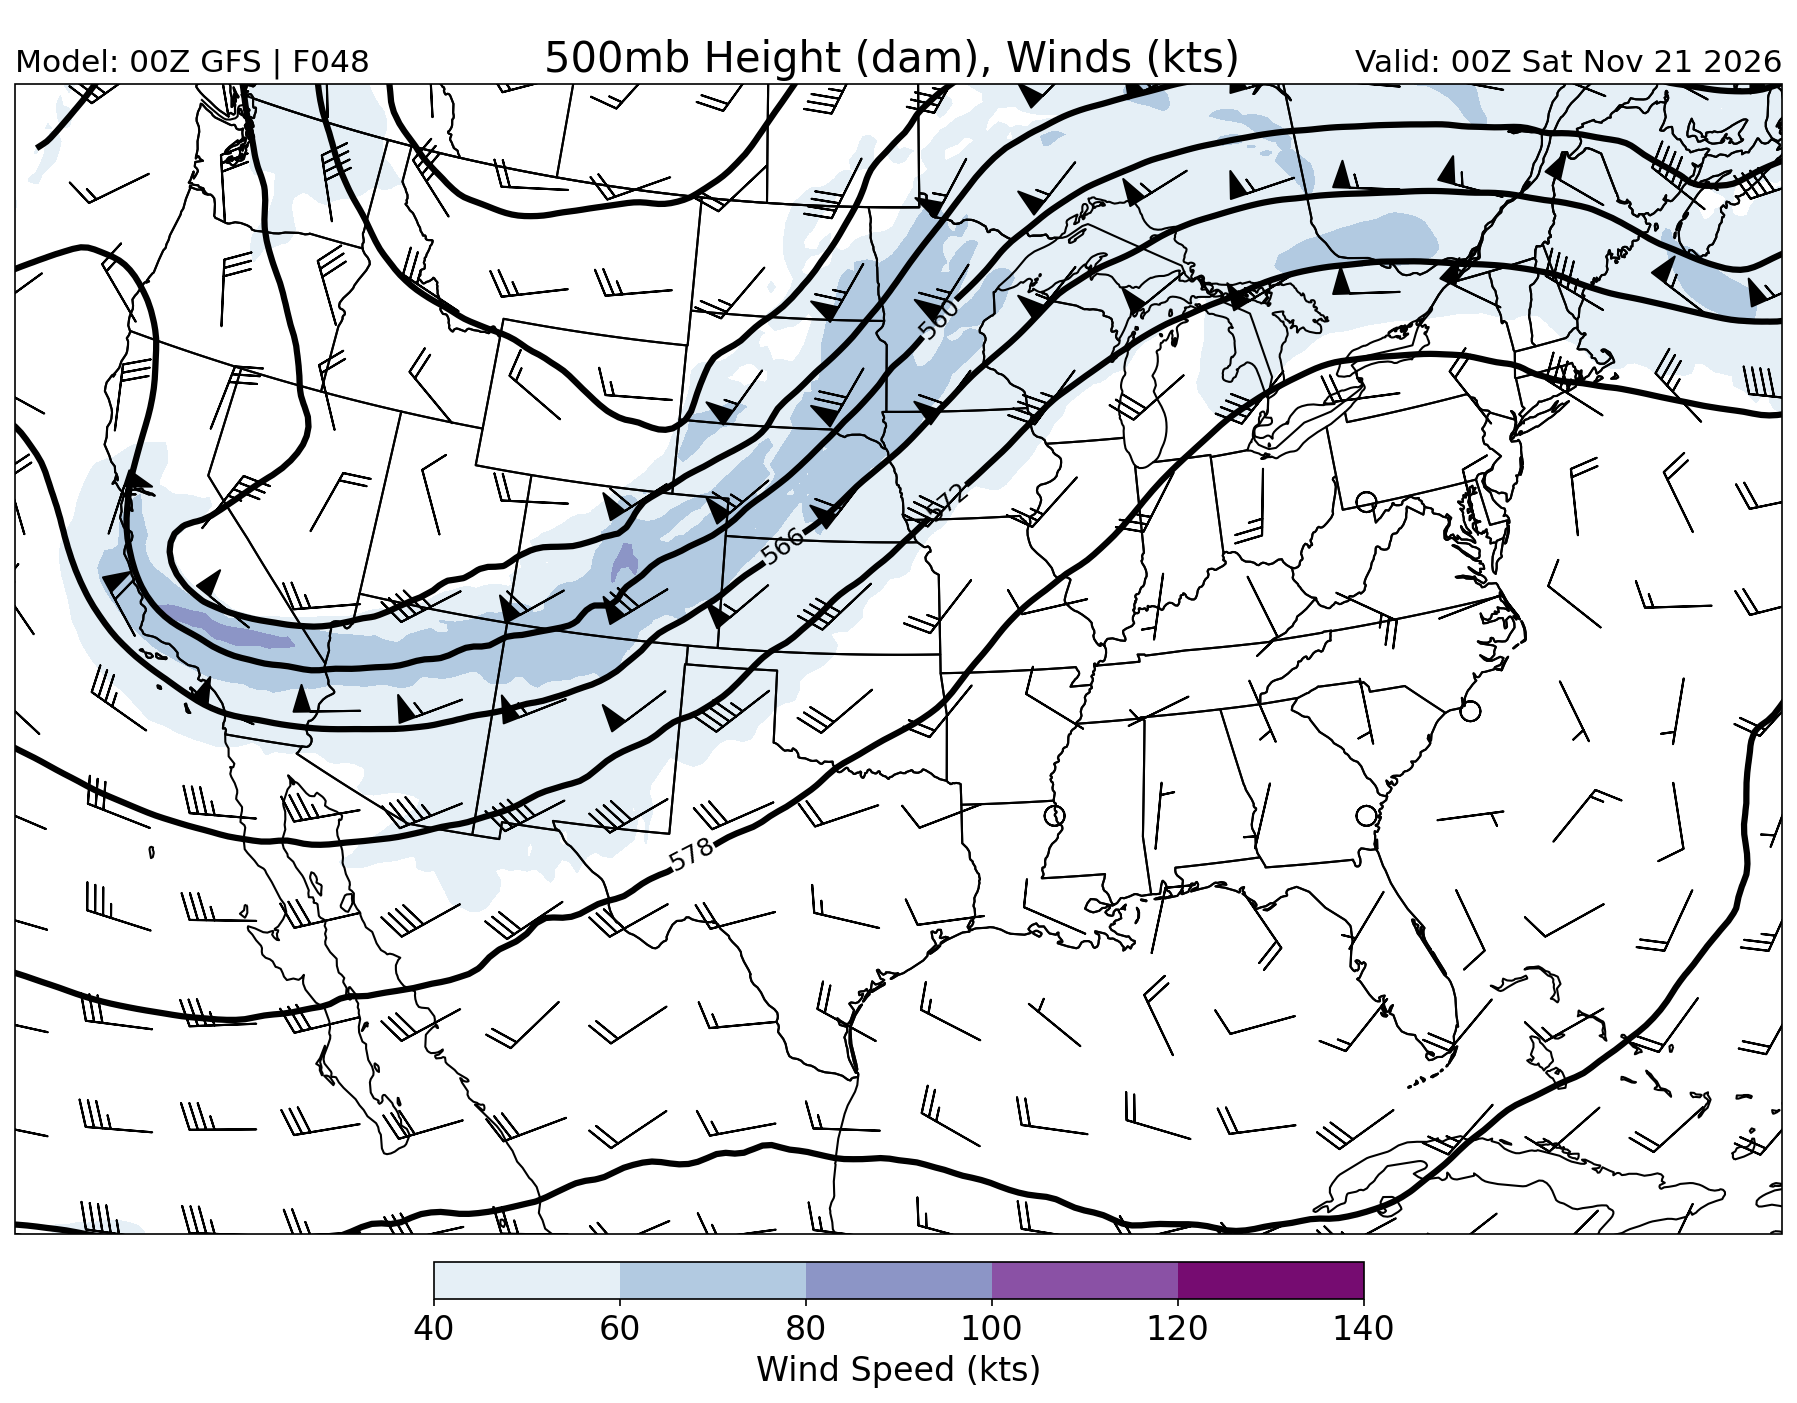 Model: 00Z GFS | F048
500mb Height (dam), Winds (kts)
Valid: 00Z Sat Nov 21 2026
560
572
566
578
40 60 80 100 120 140
Wind Speed (kts)